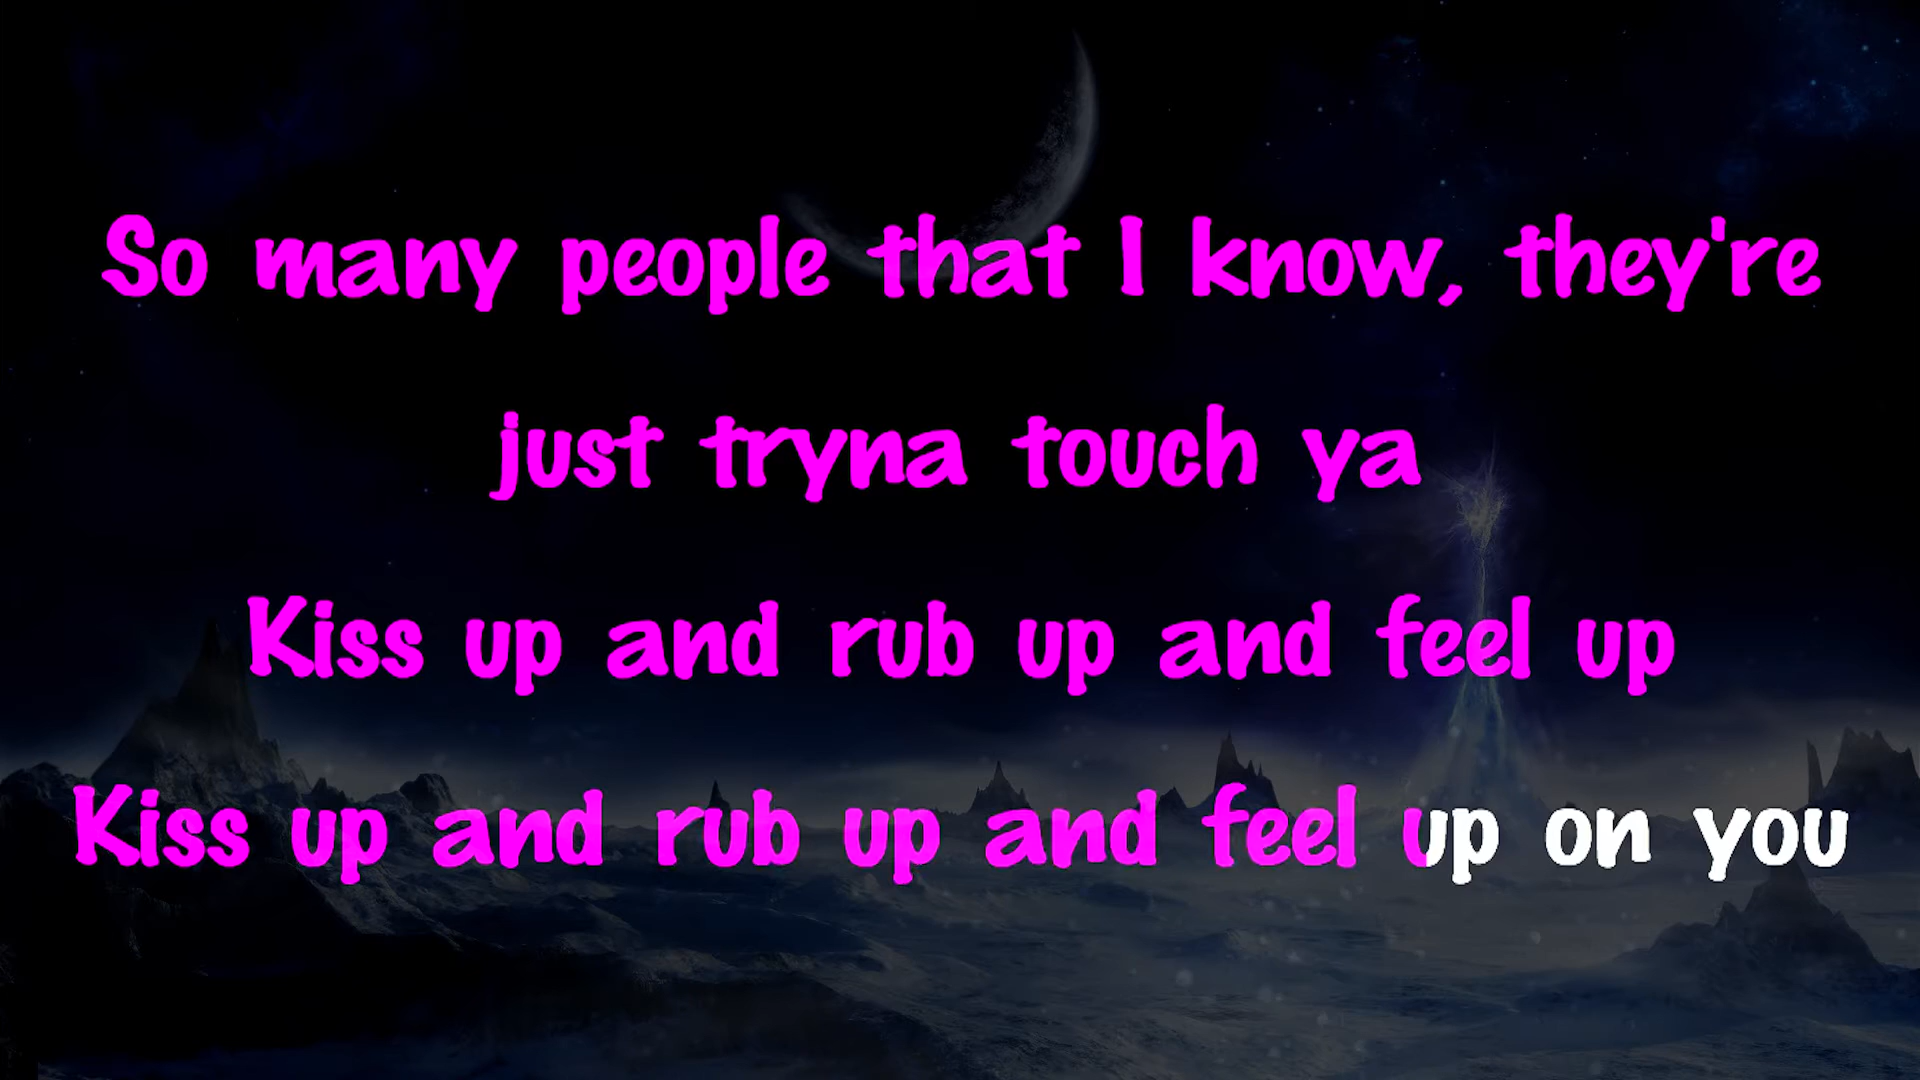 So many people that I know, they're
just tryna touch ya
Kiss up and rub up and feel up
Kiss up and rub up and feel up on you